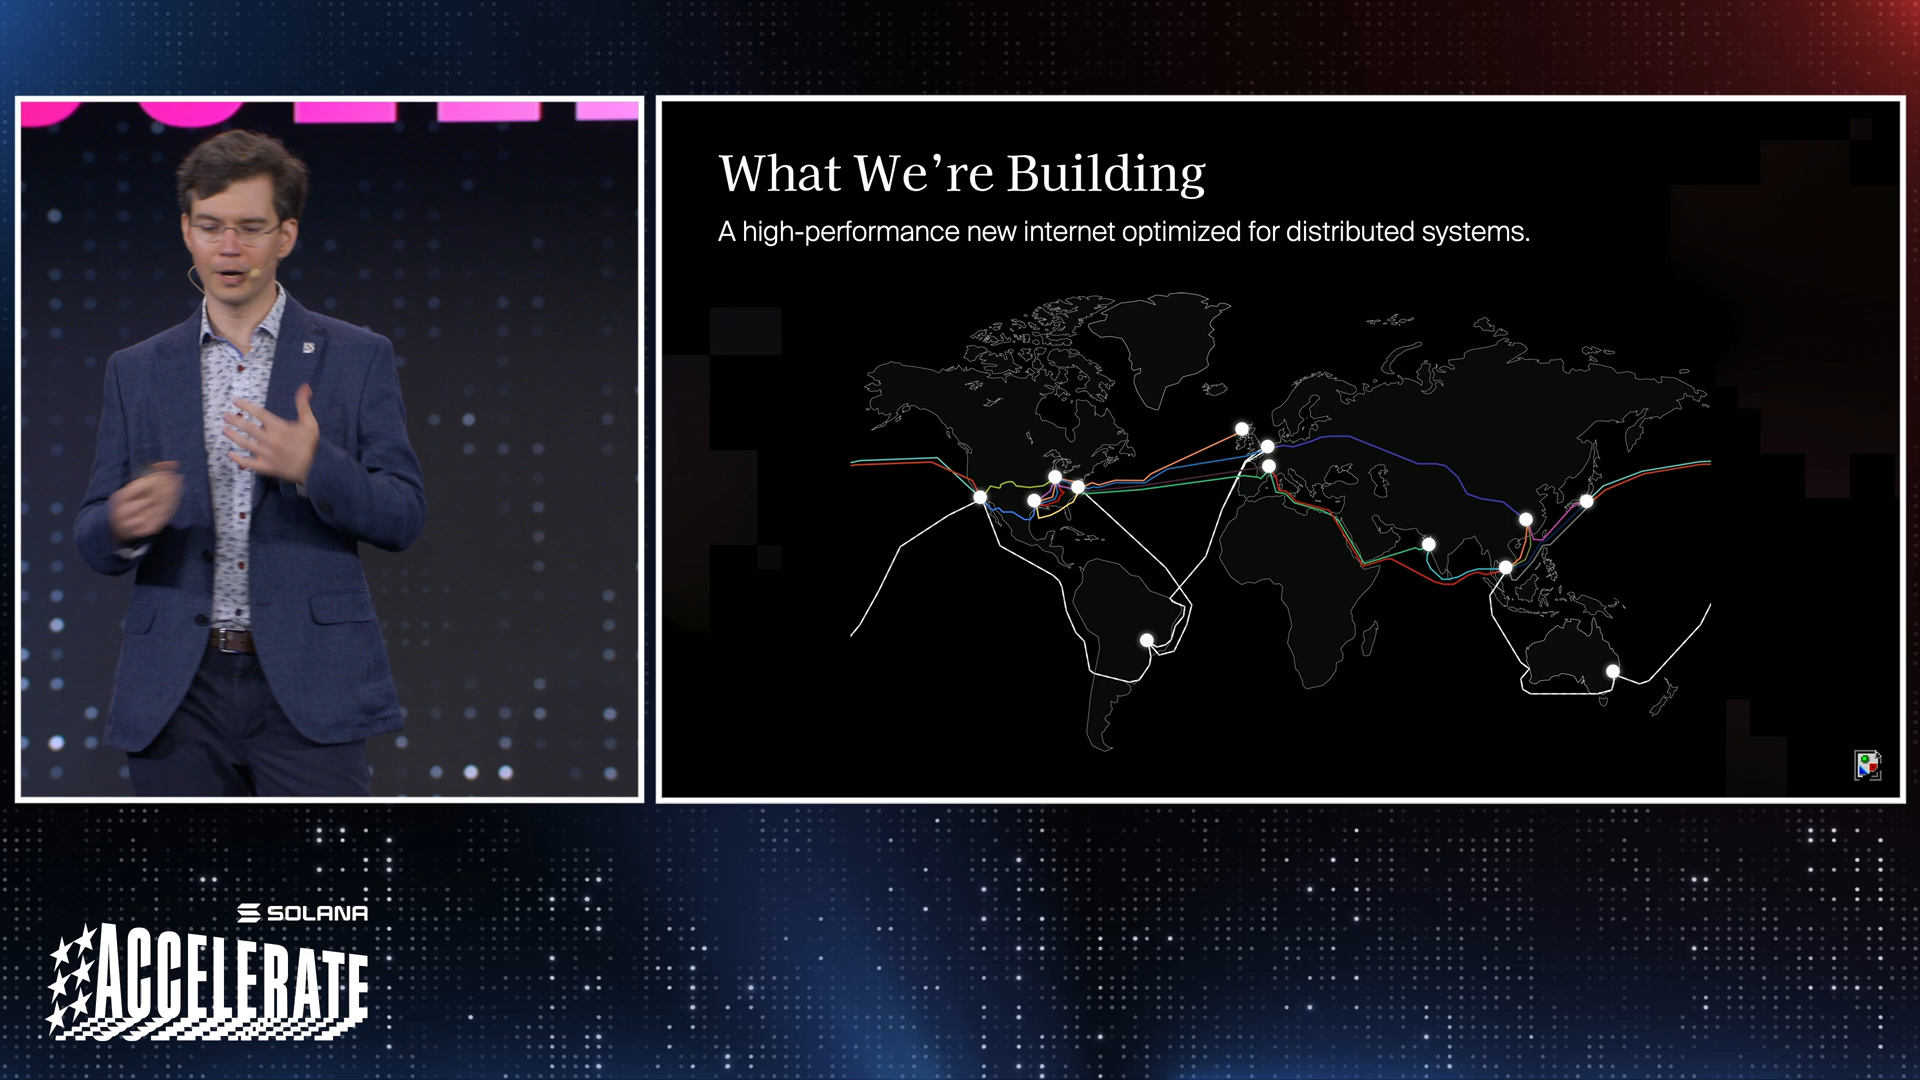 What We’re Building
A high-performance new internet optimized for distributed systems.
SOLANA
ACCELERATE